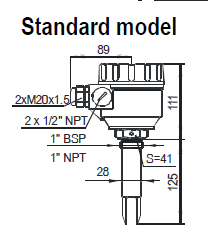 Standard model
89
2xM20x1.5
2 x 1/2" NPT
1" BSP
1" NPT
S=41
28
111
125